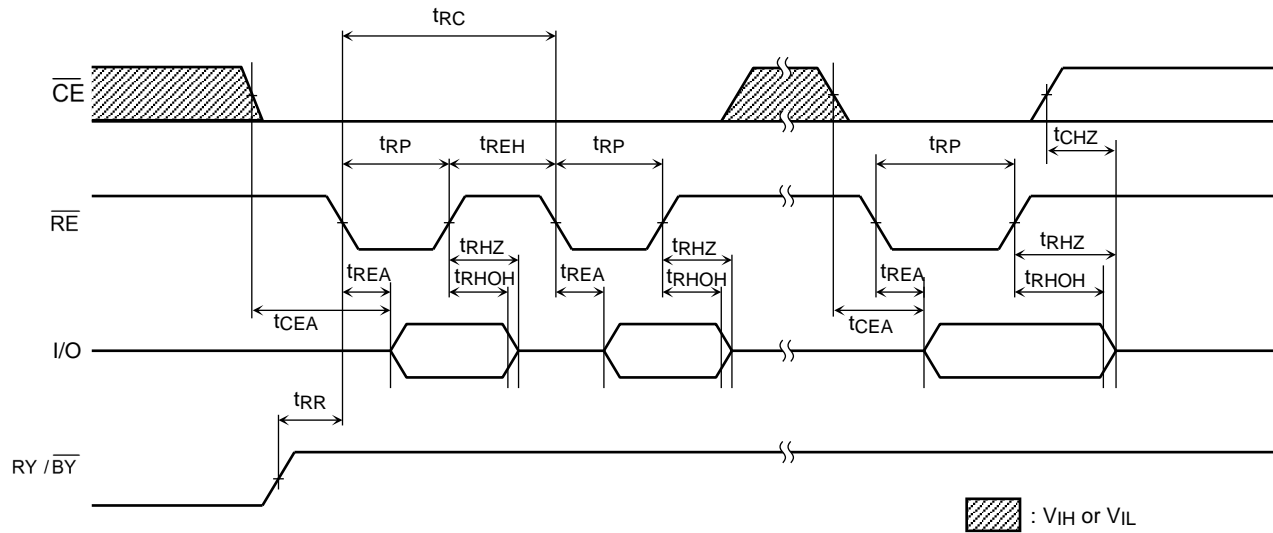 tRC
CE
tCHZ
tRP tREH tRP tRP
RE
tRHZ tRHZ tRHZ
tREA tRHOH tREA tRHOH tREA tRHOH
tCEA tCEA
I/O
tRR
RY / BY
: VIH or VIL